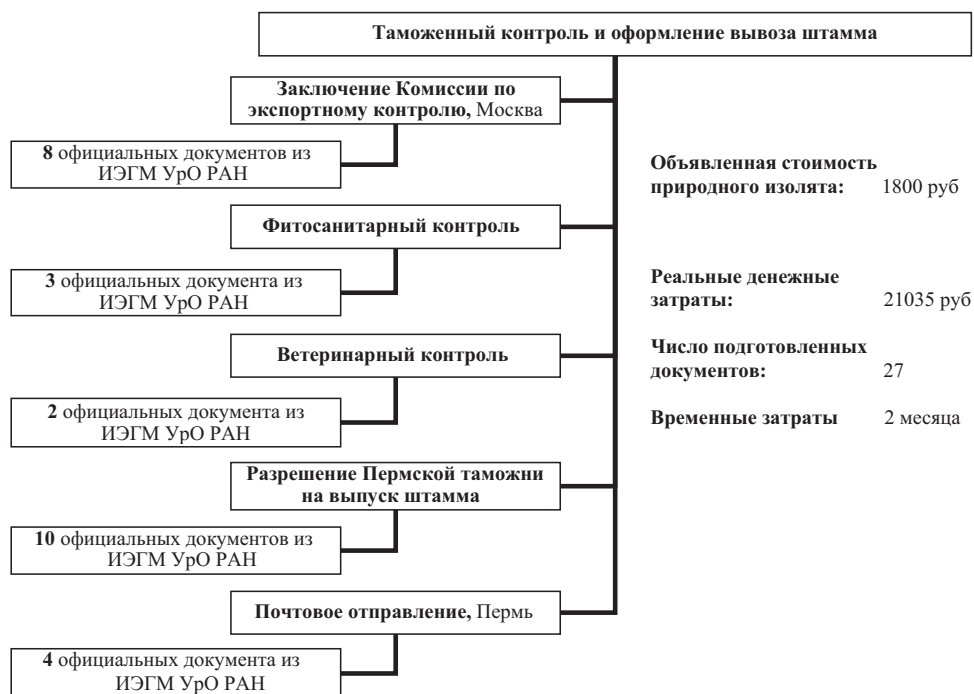 Таможенный контроль и оформление вывоза штамма
Заключение Комиссии по
экспортному контролю, Москва
8 официальных документов из
ИЭГМ УрО РАН
Фитосанитарный контроль
3 официальных документа из
ИЭГМ УрО РАН
Ветеринарный контроль
2 официальных документа из
ИЭГМ УрО РАН
Разрешение Пермской таможни
на выпуск штамма
10 официальных документов из
ИЭГМ УрО РАН
Почтовое отправление, Пермь
4 официальных документа из
ИЭГМ УрО РАН
Объявленная стоимость
природного изолята: 1800 руб
Реальные денежные
затраты: 21035 руб
Число подготовленных
документов: 27
Временные затраты 2 месяца